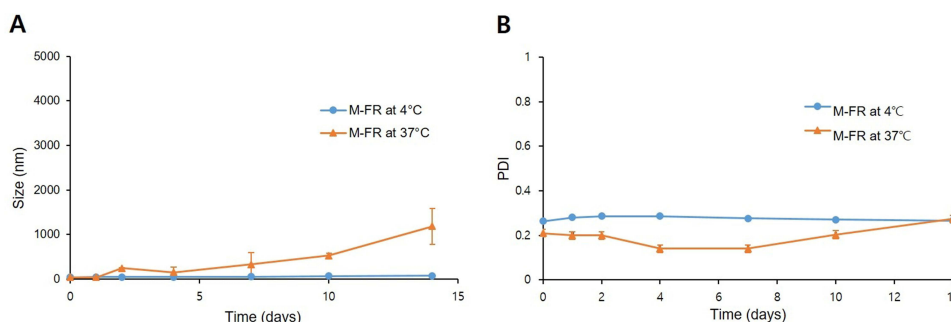 A
5000
4000
3000
2000
1000
0
Size (nm)
M-FR at 4°C
M-FR at 37°C
0
5
10
15
Time (days)
B
1
0.8
0.6
0.4
0.2
0
PDI
M-FR at 4℃
M-FR at 37℃
0
2
4
6
8
10
12
Time (days)